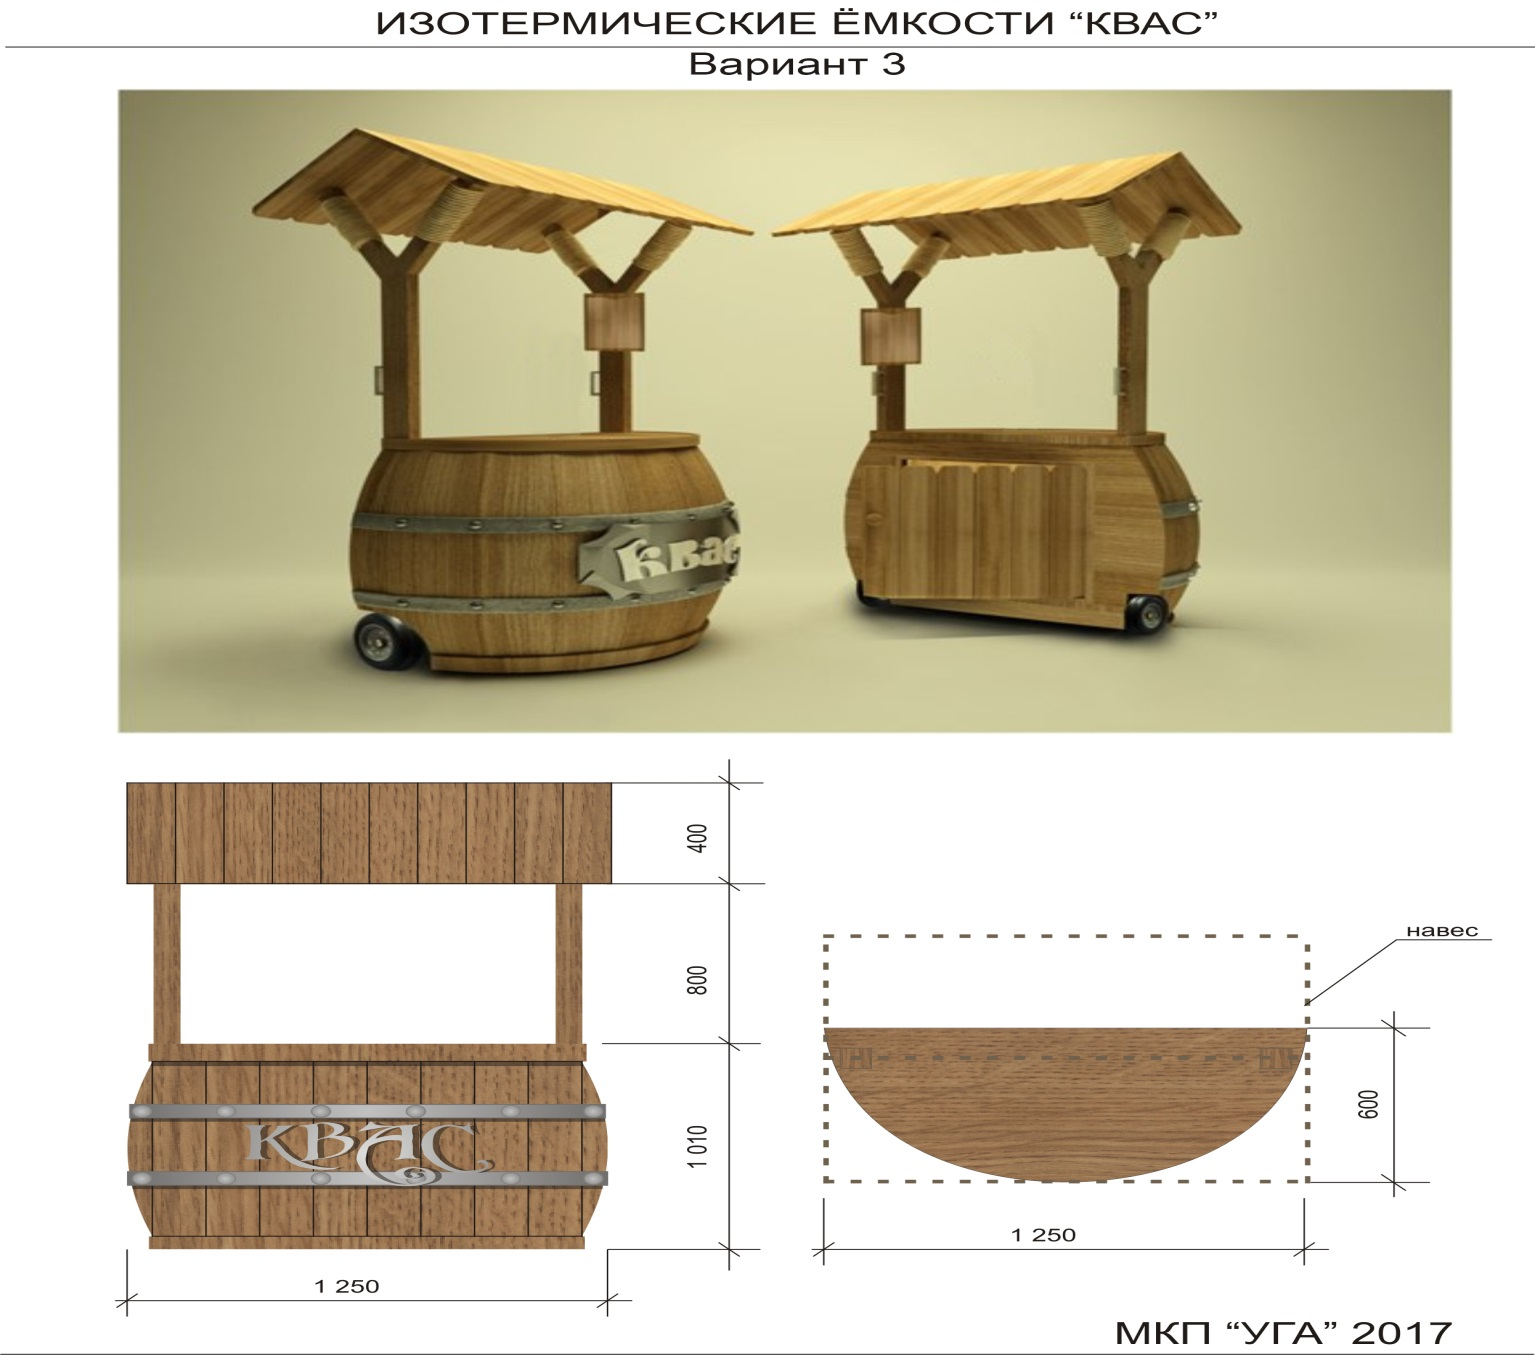 ИЗОТЕРМИЧЕСКИЕ ЁМКОСТИ “КВАС”
Вариант 3
Квас
400
800
1 010
КВАС
1 250
навес
600
1 250
МКП “УГА” 2017